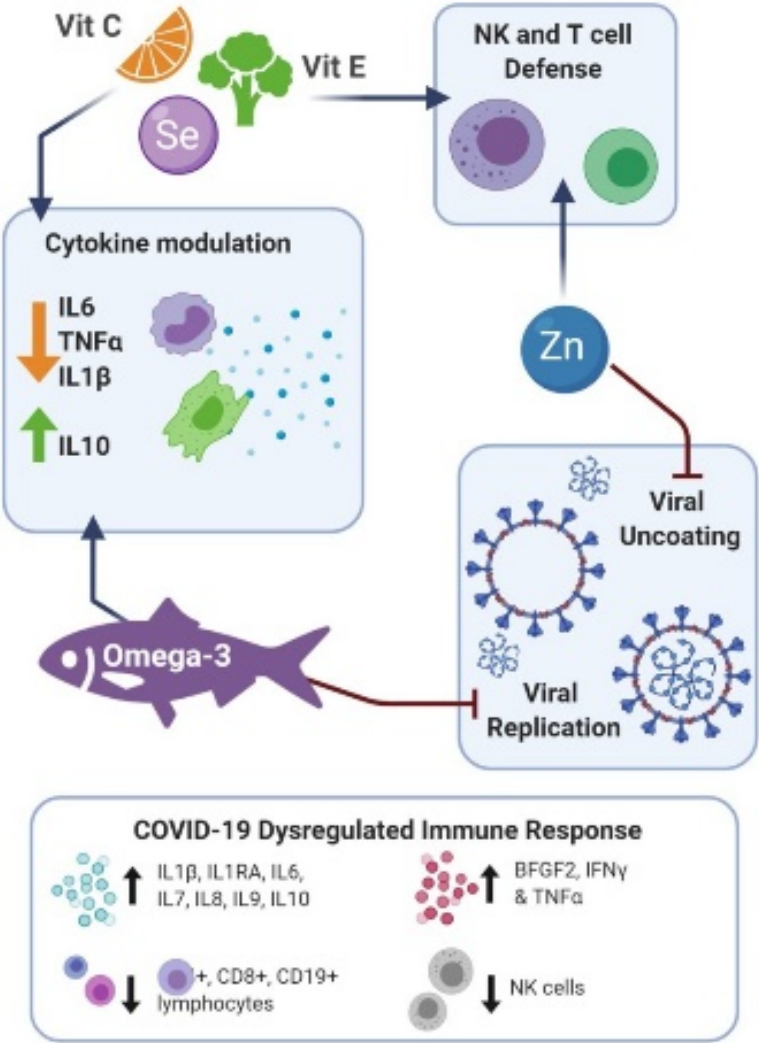 Vit C
Vit E
Se
NK and T cell
Defense
Cytokine modulation
IL6
TNFα
IL1β
IL10
Zn
Viral
Uncoating
Omega-3
Viral
Replication
COVID-19 Dysregulated Immune Response
IL1β, IL1RA, IL6,
IL7, IL8, IL9, IL10
BFGF2, IFNγ
& TNFα
+, CD8+, CD19+
lymphocytes
NK cells